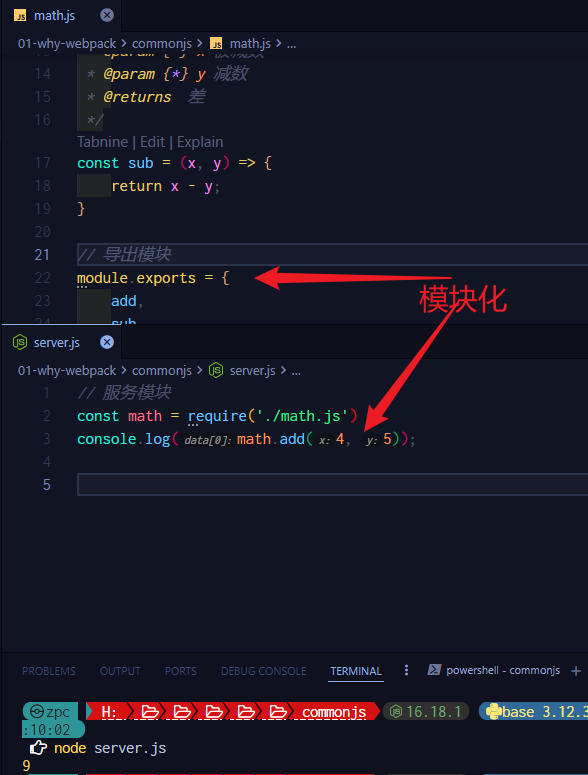 math.js
01-why-webpack > commonjs > math.js > ...
14 * @param {*} y 减数
15 * @returns 差
16 */
Tabnine | Edit | Explain
17 const sub = (x, y) => {
18 return x - y;
19 }
20
21 // 导出模块
22 module.exports = {
23 add,
模块化
server.js
01-why-webpack > commonjs > server.js > ...
1 // 服务模块
2 const math = require('./math.js')
3 console.log(data[0]:math.add(x:4, y:5));
4
5
PROBLEMS OUTPUT PORTS DEBUG CONSOLE TERMINAL powershell - commonjs
zpc H: commonjs 16.18.1 base 3.12.3
:10:02
node server.js
9